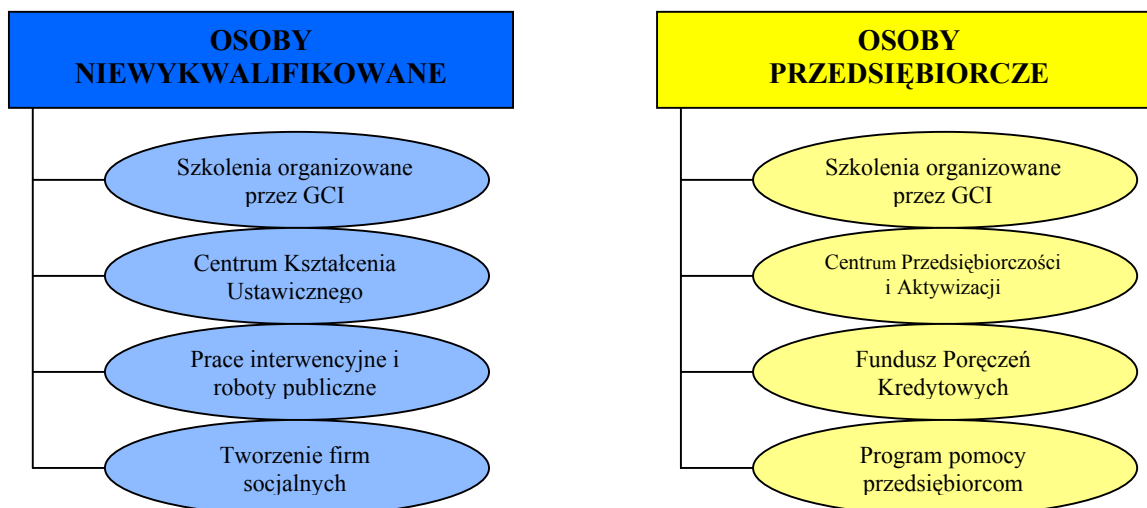 OSOBY
NIEWYKWALIFIKOWANE
Szkolenia organizowane
przez GCI
Centrum Kształcenia
Ustawicznego
Prace interwencyjne i
roboty publiczne
Tworzenie firm
socjalnych
OSOBY
PRZEDSIĘBIORCZE
Szkolenia organizowane
przez GCI
Centrum Przedsiębiorczości
i Aktywizacji
Fundusz Poręczeń
Kredytowych
Program pomocy
przedsiębiorcom